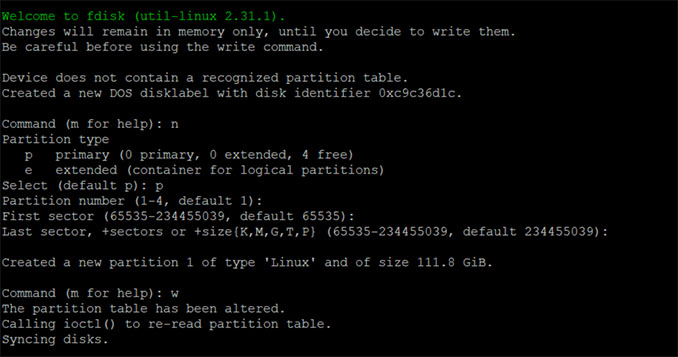 Welcome to fdisk (util-linux 2.31.1).
Changes will remain in memory only, until you decide to write them.
Be careful before using the write command.

Device does not contain a recognized partition table.
Created a new DOS disklabel with disk identifier 0xc9c36d1c.

Command (m for help): n
Partition type
   p   primary (0 primary, 0 extended, 4 free)
   e   extended (container for logical partitions)
Select (default p): p
Partition number (1-4, default 1):
First sector (65535-234455039, default 65535):
Last sector, +sectors or +size{K,M,G,T,P} (65535-234455039, default 234455039):

Created a new partition 1 of type 'Linux' and of size 111.8 GiB.

Command (m for help): w
The partition table has been altered.
Calling ioctl() to re-read partition table.
Syncing disks.